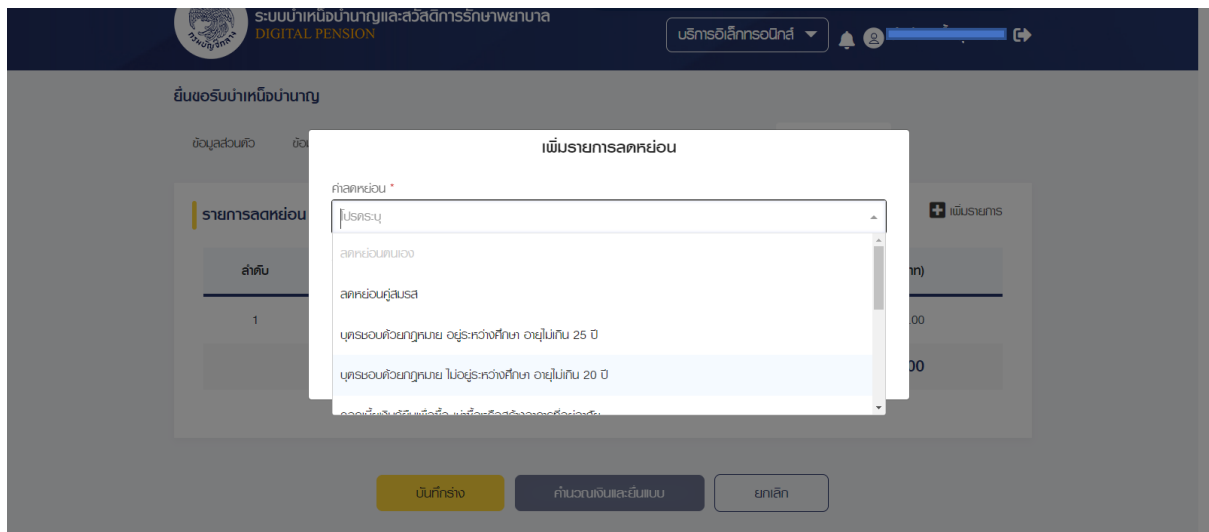 ระบบบำเหน็จบำนาญและสวัสดิการรักษาพยาบาล
DIGITAL PENSION
กรมบัญชีกลาง
บริการอิเล็กทรอนิกส์
ยื่นขอรับบำเหน็จบำนาญ
ข้อมูลส่วนตัว
เพิ่มรายการลดหย่อน
ค่าลดหย่อน *
รายการลดหย่อน
โปรดระบุ
เพิ่มรายการ
ลดหย่อนตนเอง
ลำดับ
ลดหย่อนคู่สมรส
1
บุตรชอบด้วยกฎหมาย อยู่ระหว่างศึกษา อายุไม่เกิน 25 ปี
.00
บุตรชอบด้วยกฎหมาย ไม่อยู่ระหว่างศึกษา อายุไม่เกิน 20 ปี
00
บันทึกร่าง
คำนวณเงินและยื่นแบบ
ยกเลิก